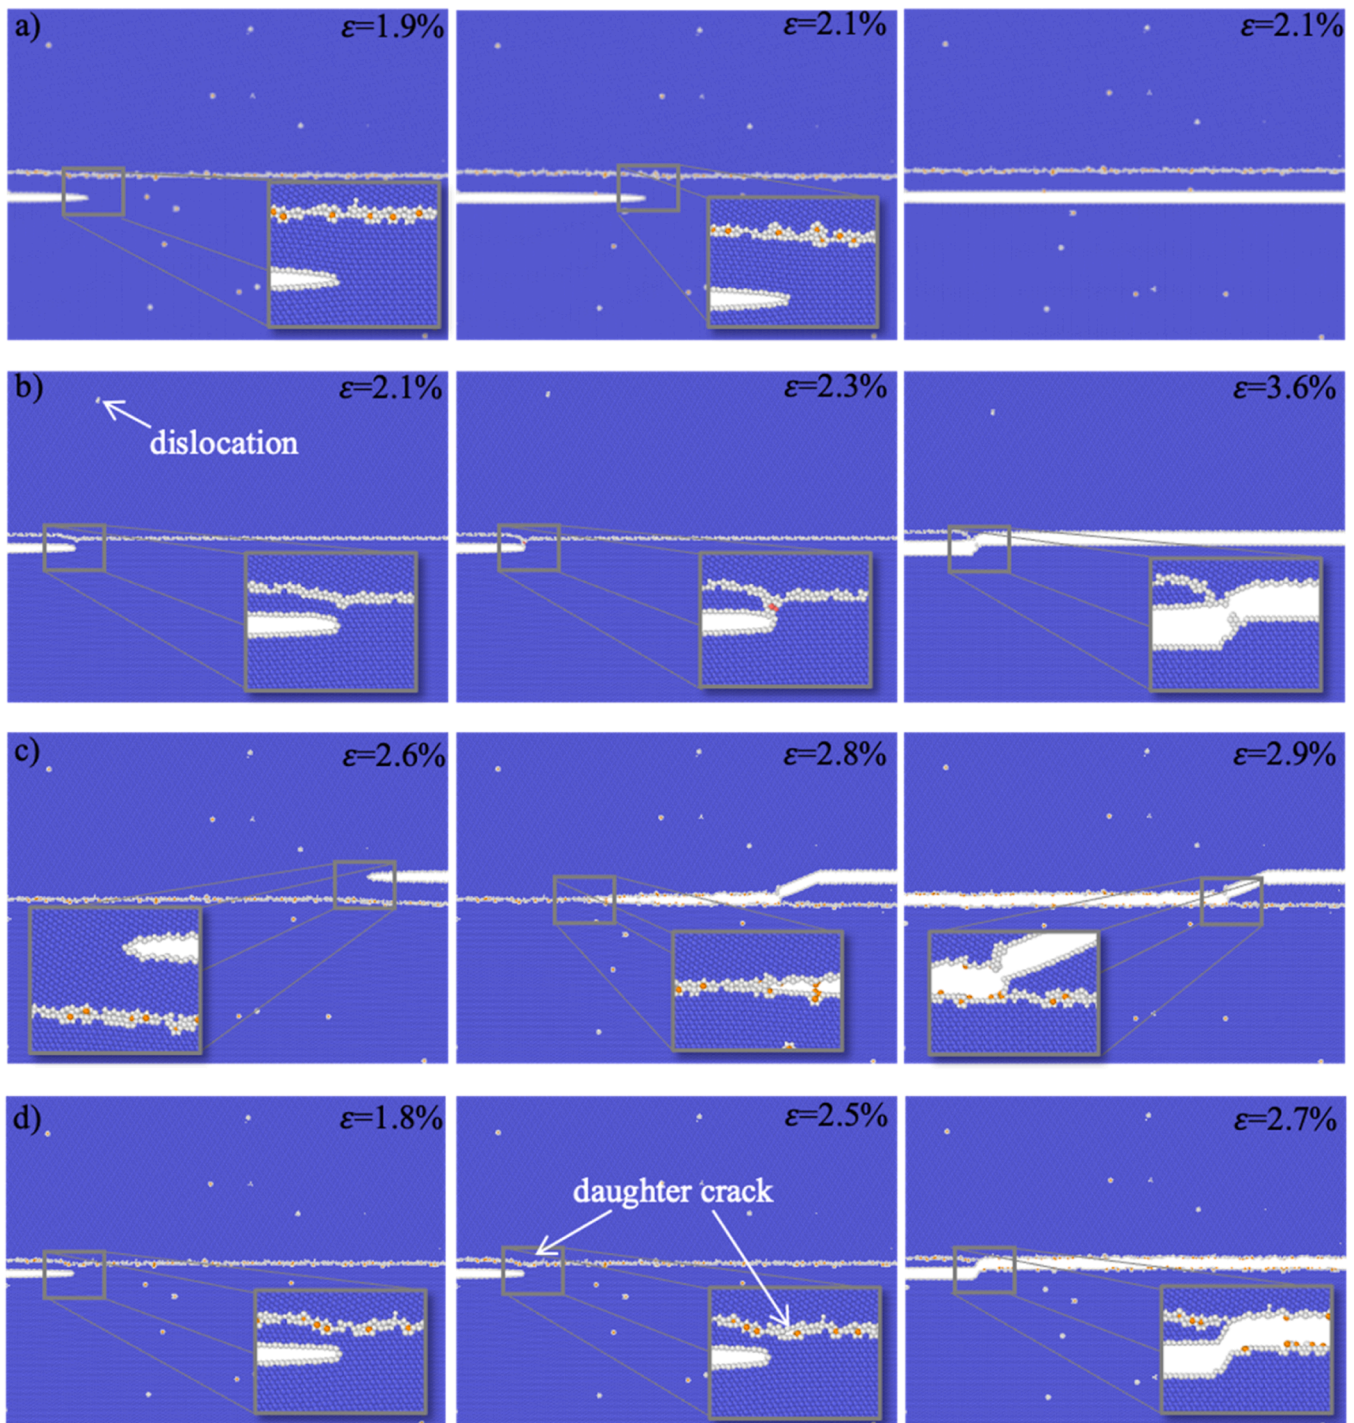 a)
ε=1.9%
ε=2.1%
ε=2.1%
b)
ε=2.1%
ε=2.3%
ε=3.6%
dislocation
c)
ε=2.6%
ε=2.8%
ε=2.9%
d)
ε=1.8%
ε=2.5%
ε=2.7%
daughter crack